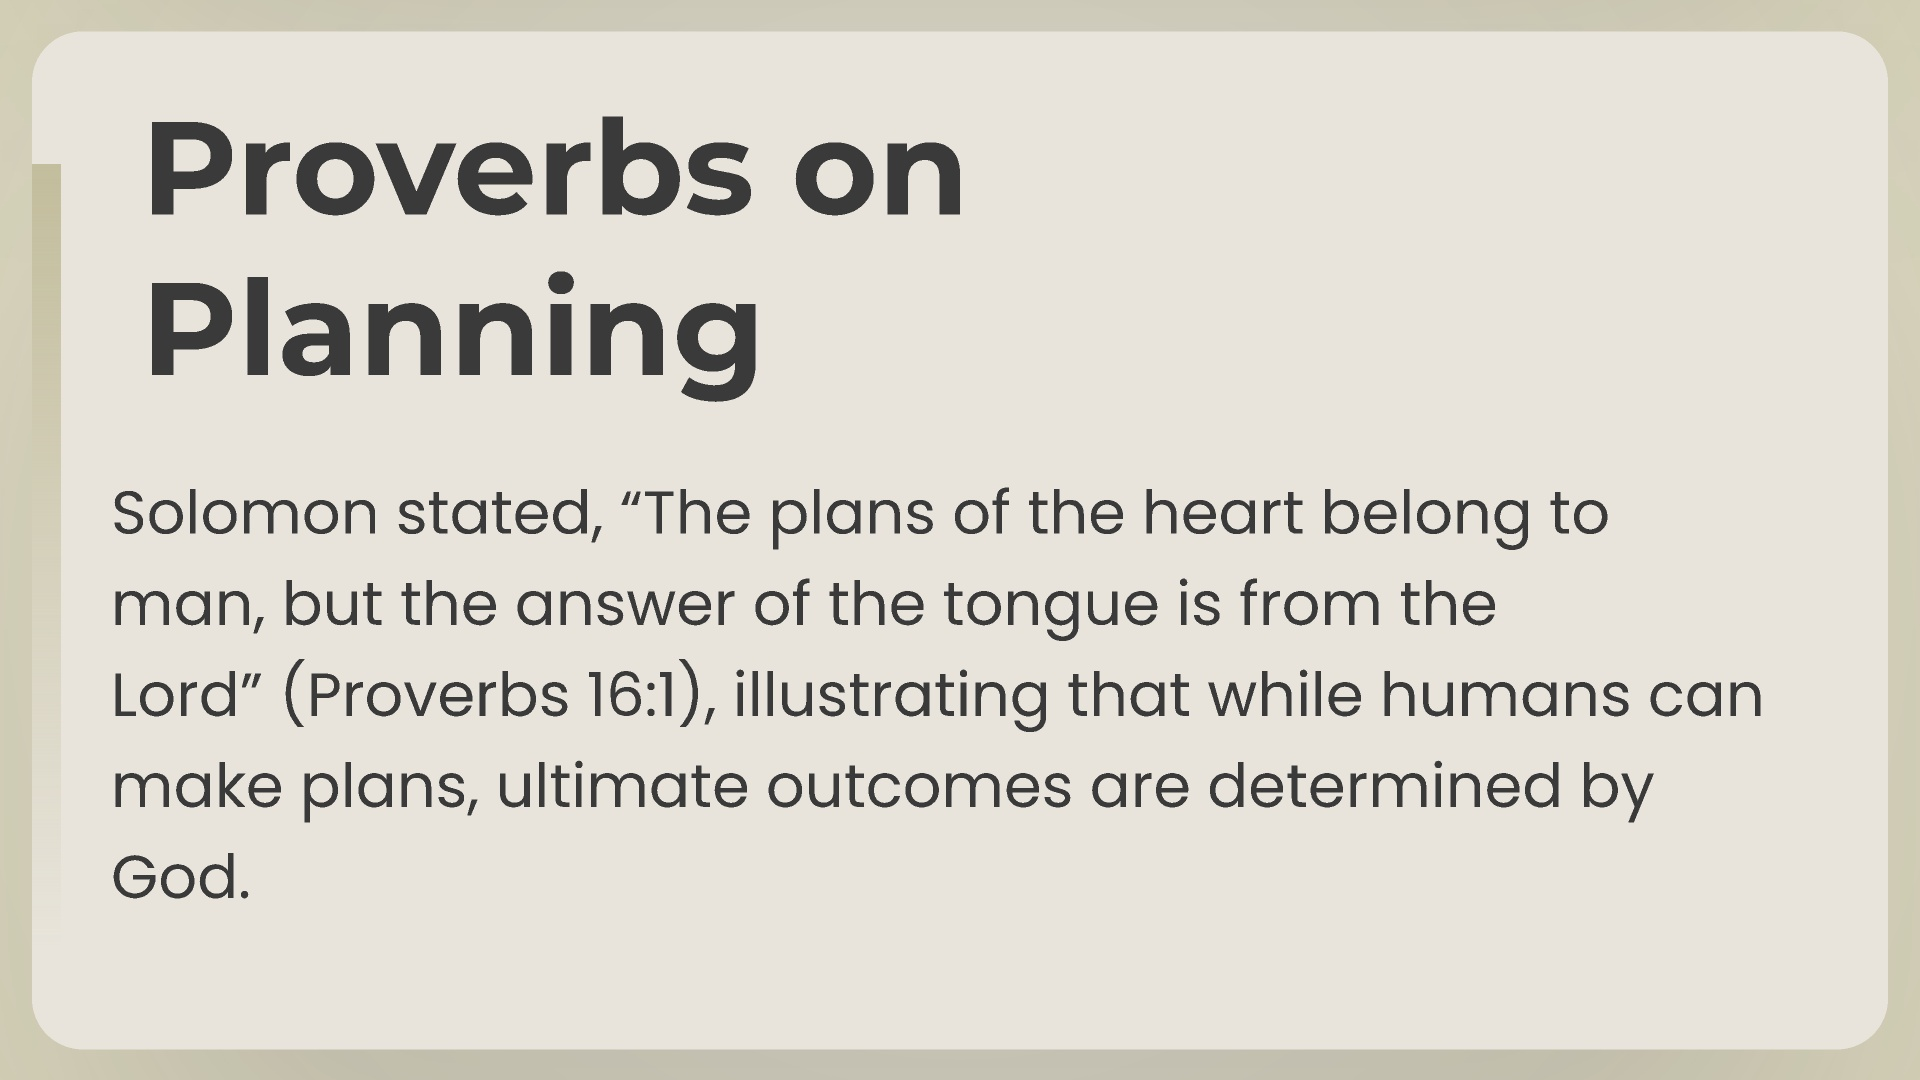 Proverbs on
Planning
Solomon stated, “The plans of the heart belong to
man, but the answer of the tongue is from the
Lord” (Proverbs 16:1), illustrating that while humans can
make plans, ultimate outcomes are determined by
God.